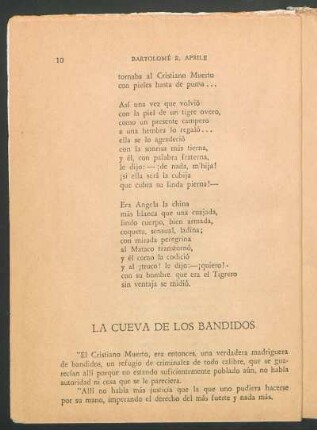 10
BARTOLOMÉ R. APRILE
tornaba al Cristiano Muerto
con pieles hasta de puma...
Así una vez que volvió
con la piel de un tigre overo,
como un presente campero
a una hembra lo regaló...
ella se lo agradeció
con la sonrisa más tierna,
y él, con palabra fraterna,
le dijo:—¡de nada, m'hija!
¡si ella será la cobija
que cubra su linda pierna!—
Era Angela la china
más blanca que una cuajada,
lindo cuerpo, bien armada,
coqueta, sensual, ladina;
con mirada peregrina
al Mataco transtornó,
y él como la codició
y al ¡truco! le dijo:—¡quiero!-
con su hombre que era el Tigrero
sin ventaja se midió.
LA CUEVA DE LOS BANDIDOS
"El Cristiano Muerto, era entonces, una verdadera madriguera
de bandidos, un refugio de criminales de todo calibre, que se gua-
recían allí porque no estando suficientemente poblado aún, no había
autoridad ni cosa que se le pareciera.
"Allí no había más justicia que la que uno pudiera hacerse
por su mano, imperando el derecho del más fuerte y nada más.